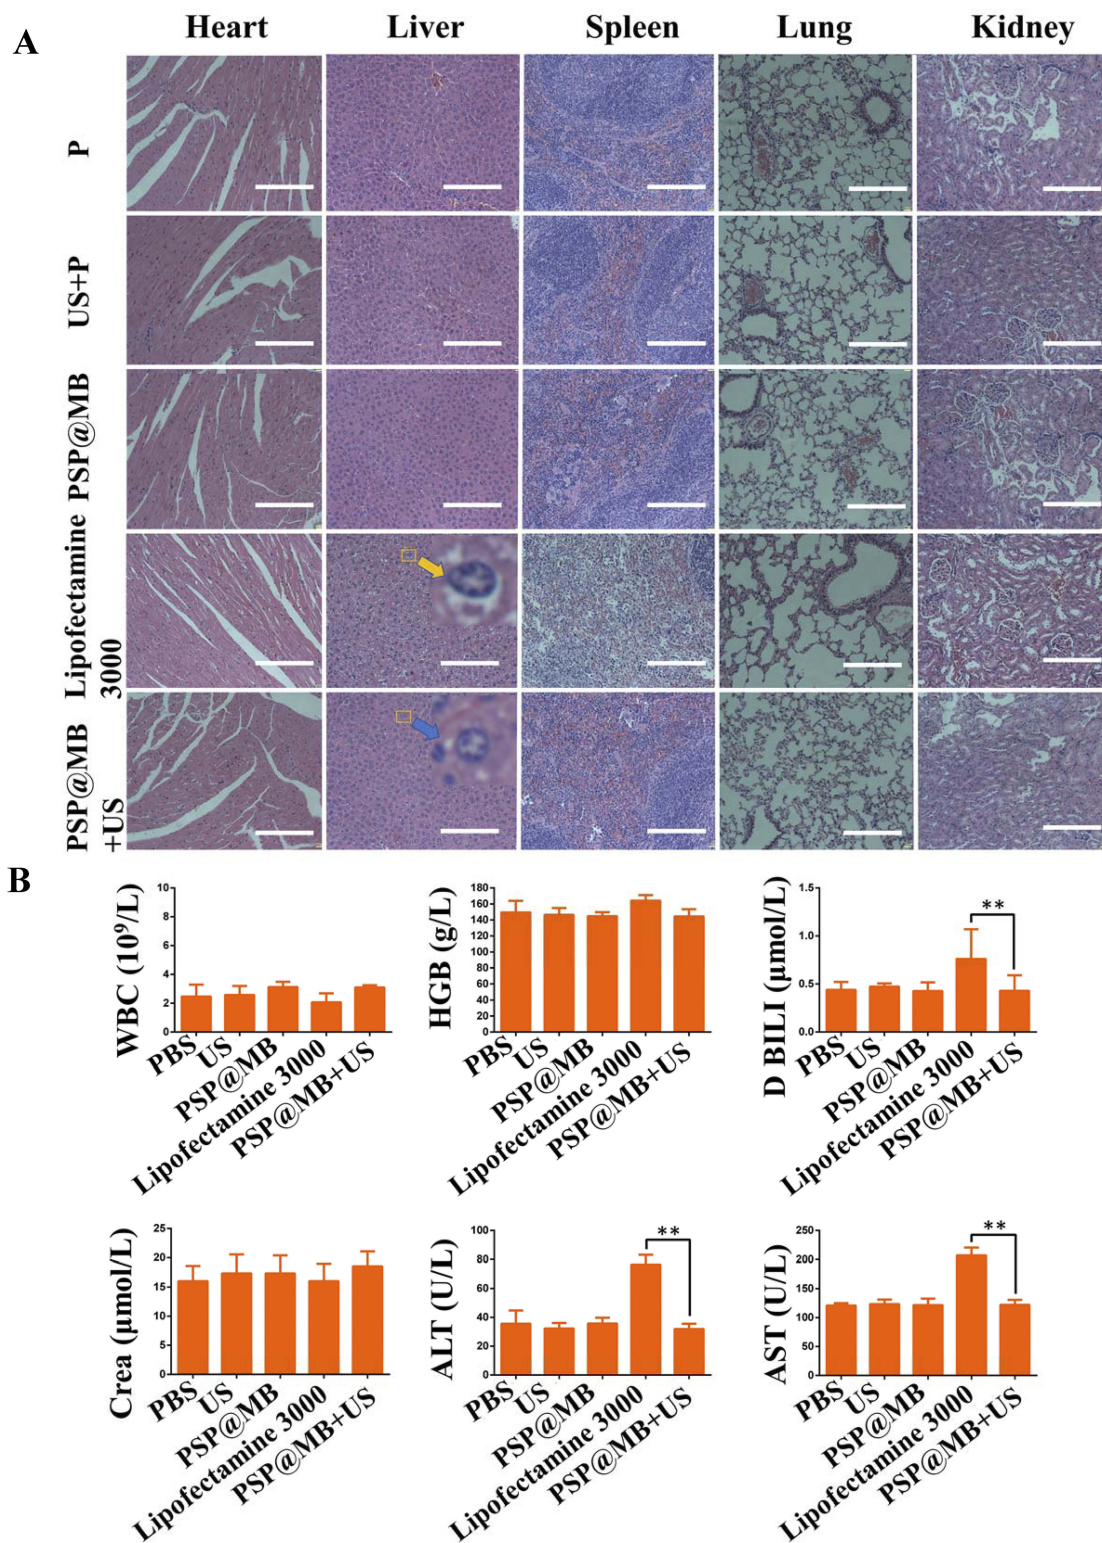 A
Heart Liver Spleen Lung Kidney
P
US+P
PSP@MB
Lipofectamine
3000
PSP@MB
+US
B
WBC (10⁹/L)
10
8
6
4
2
0
PBS
US
PSP@MB
Lipofectamine 3000
PSP@MB+US
HGB (g/L)
180
160
140
120
100
80
60
40
20
0
PBS
US
PSP@MB
Lipofectamine 3000
PSP@MB+US
D BILI (μmol/L)
1.5
1.0
0.5
0.0
**
PBS
US
PSP@MB
Lipofectamine 3000
PSP@MB+US
Crea (μmol/L)
25
20
15
10
5
0
PBS
US
PSP@MB
Lipofectamine 3000
PSP@MB+US
ALT (U/L)
100
80
60
40
20
0
**
PBS
US
PSP@MB
Lipofectamine 3000
PSP@MB+US
AST (U/L)
250
200
150
100
50
0
**
PBS
US
PSP@MB
Lipofectamine 3000
PSP@MB+US